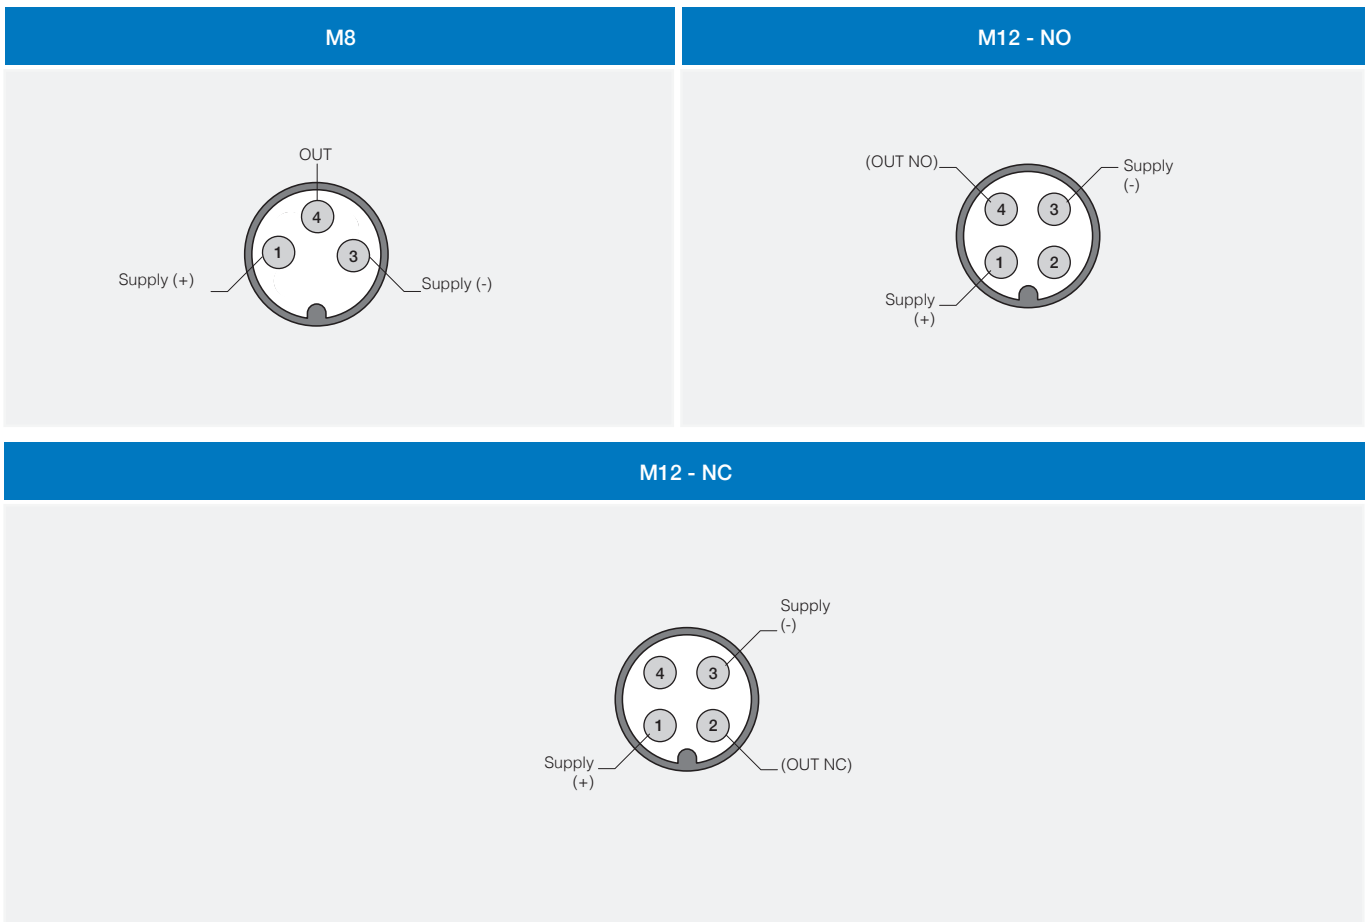 M8
OUT
4
1
3
Supply (+)
Supply (-)
M12 - NO
(OUT NO)
Supply
(-)
4
3
1
2
Supply
(+)
M12 - NC
Supply
(-)
4
3
1
2
Supply
(+)
(OUT NC)